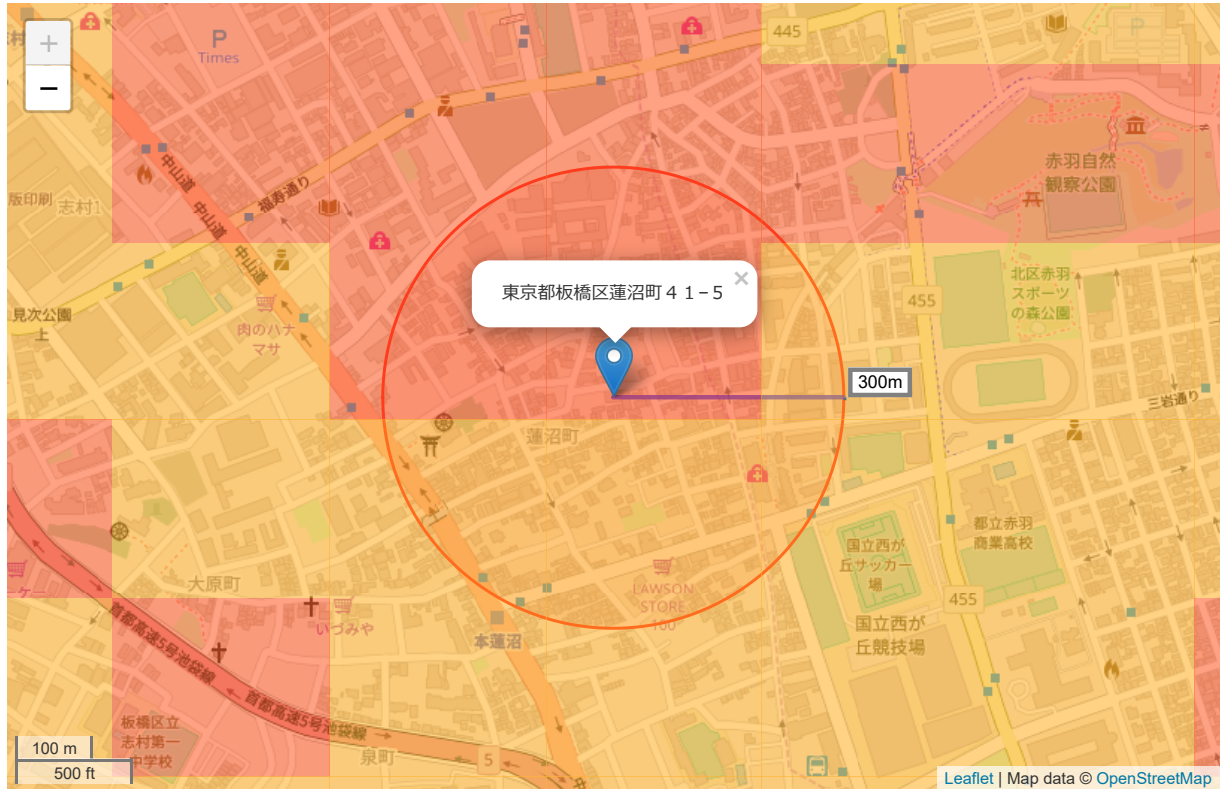 +
−
P
Times
445
P
中山道
中山道
中山道
福寿通り
版印刷
志村1
赤羽自然
観察公園
東京都板橋区蓮沼町４１−５
×
北区赤羽
スポーツ
の森公園
455
見次公園
上
肉のハナ
マサ
300m
三岩通り
蓮沼町
都立赤羽
商業高校
国立西が
丘サッカー
場
大原町
ーケー
LAWSON
STORE
100
455
いづみや
国立西が
丘競技場
本蓮沼
首都高速5号池袋線
首都高速5号池袋線
板橋区立
志村第一
中学校
泉町
5
100 m
500 ft
Leaflet | Map data © OpenStreetMap